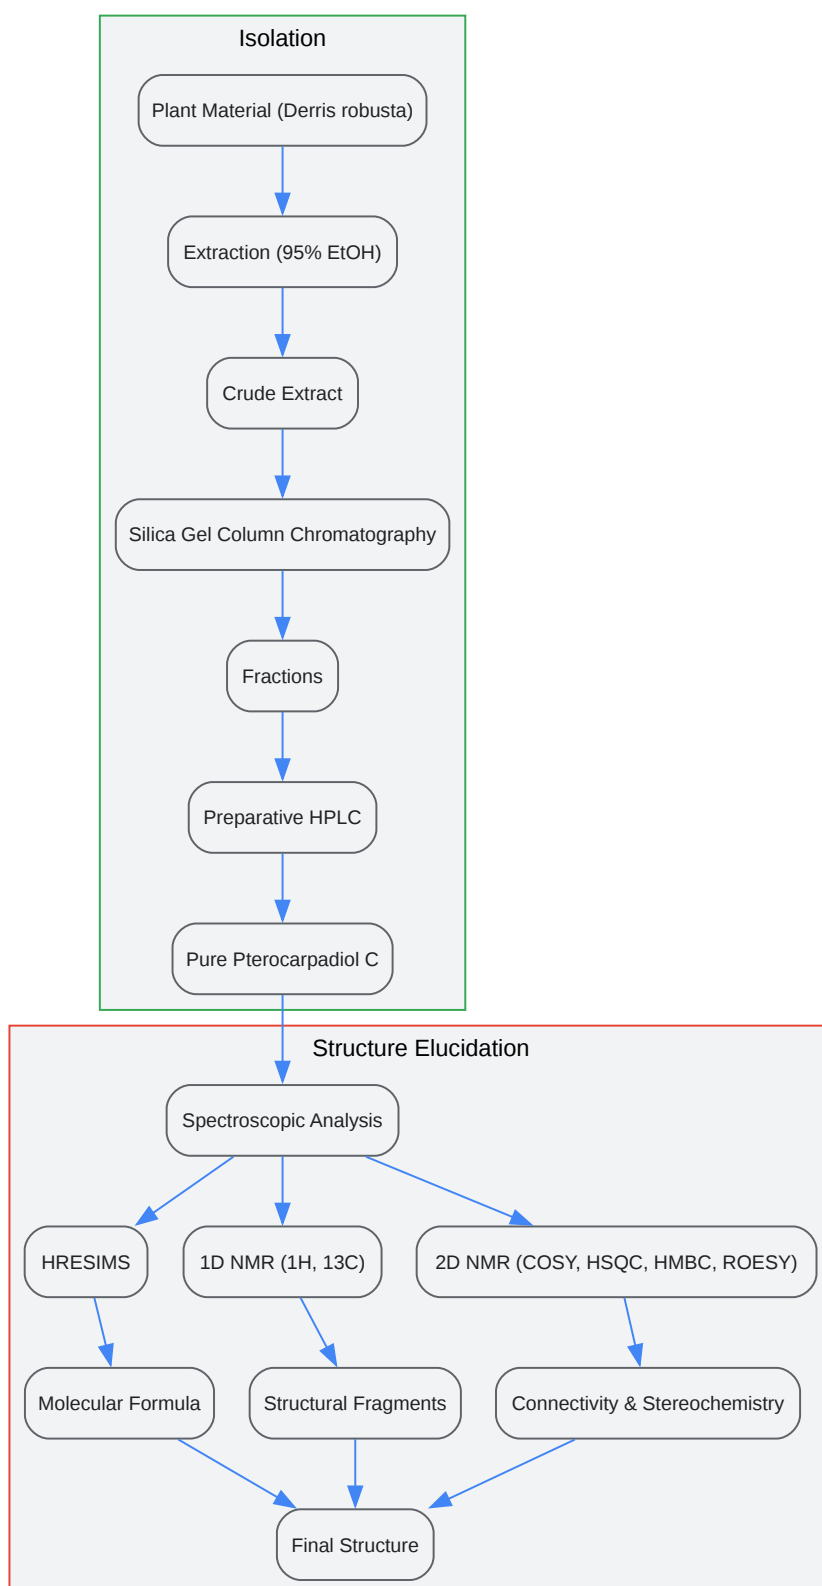 Isolation
Plant Material (Derris robusta)
Extraction (95% EtOH)
Crude Extract
Silica Gel Column Chromatography
Fractions
Preparative HPLC
Pure Pterocarpadiol C
Structure Elucidation
Spectroscopic Analysis
HRESIMS
1D NMR (1H, 13C)
2D NMR (COSY, HSQC, HMBC, ROESY)
Molecular Formula
Structural Fragments
Connectivity & Stereochemistry
Final Structure